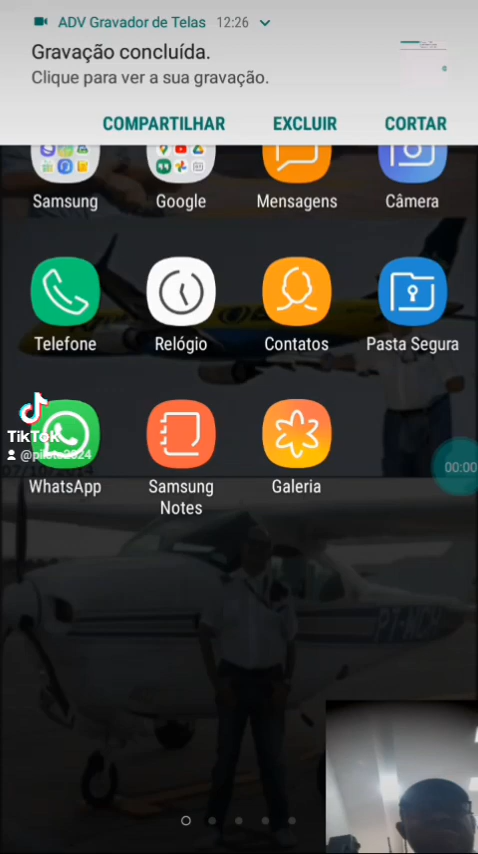 ADV Gravador de Telas 12:26
Gravação concluída.
Clique para ver a sua gravação.
COMPARTILHAR EXCLUIR CORTAR
Samsung Google Mensagens Câmera
Telefone Relógio Contatos Pasta Segura
TikTok
@piloto2024
00:00
WhatsApp Samsung Notes Galeria